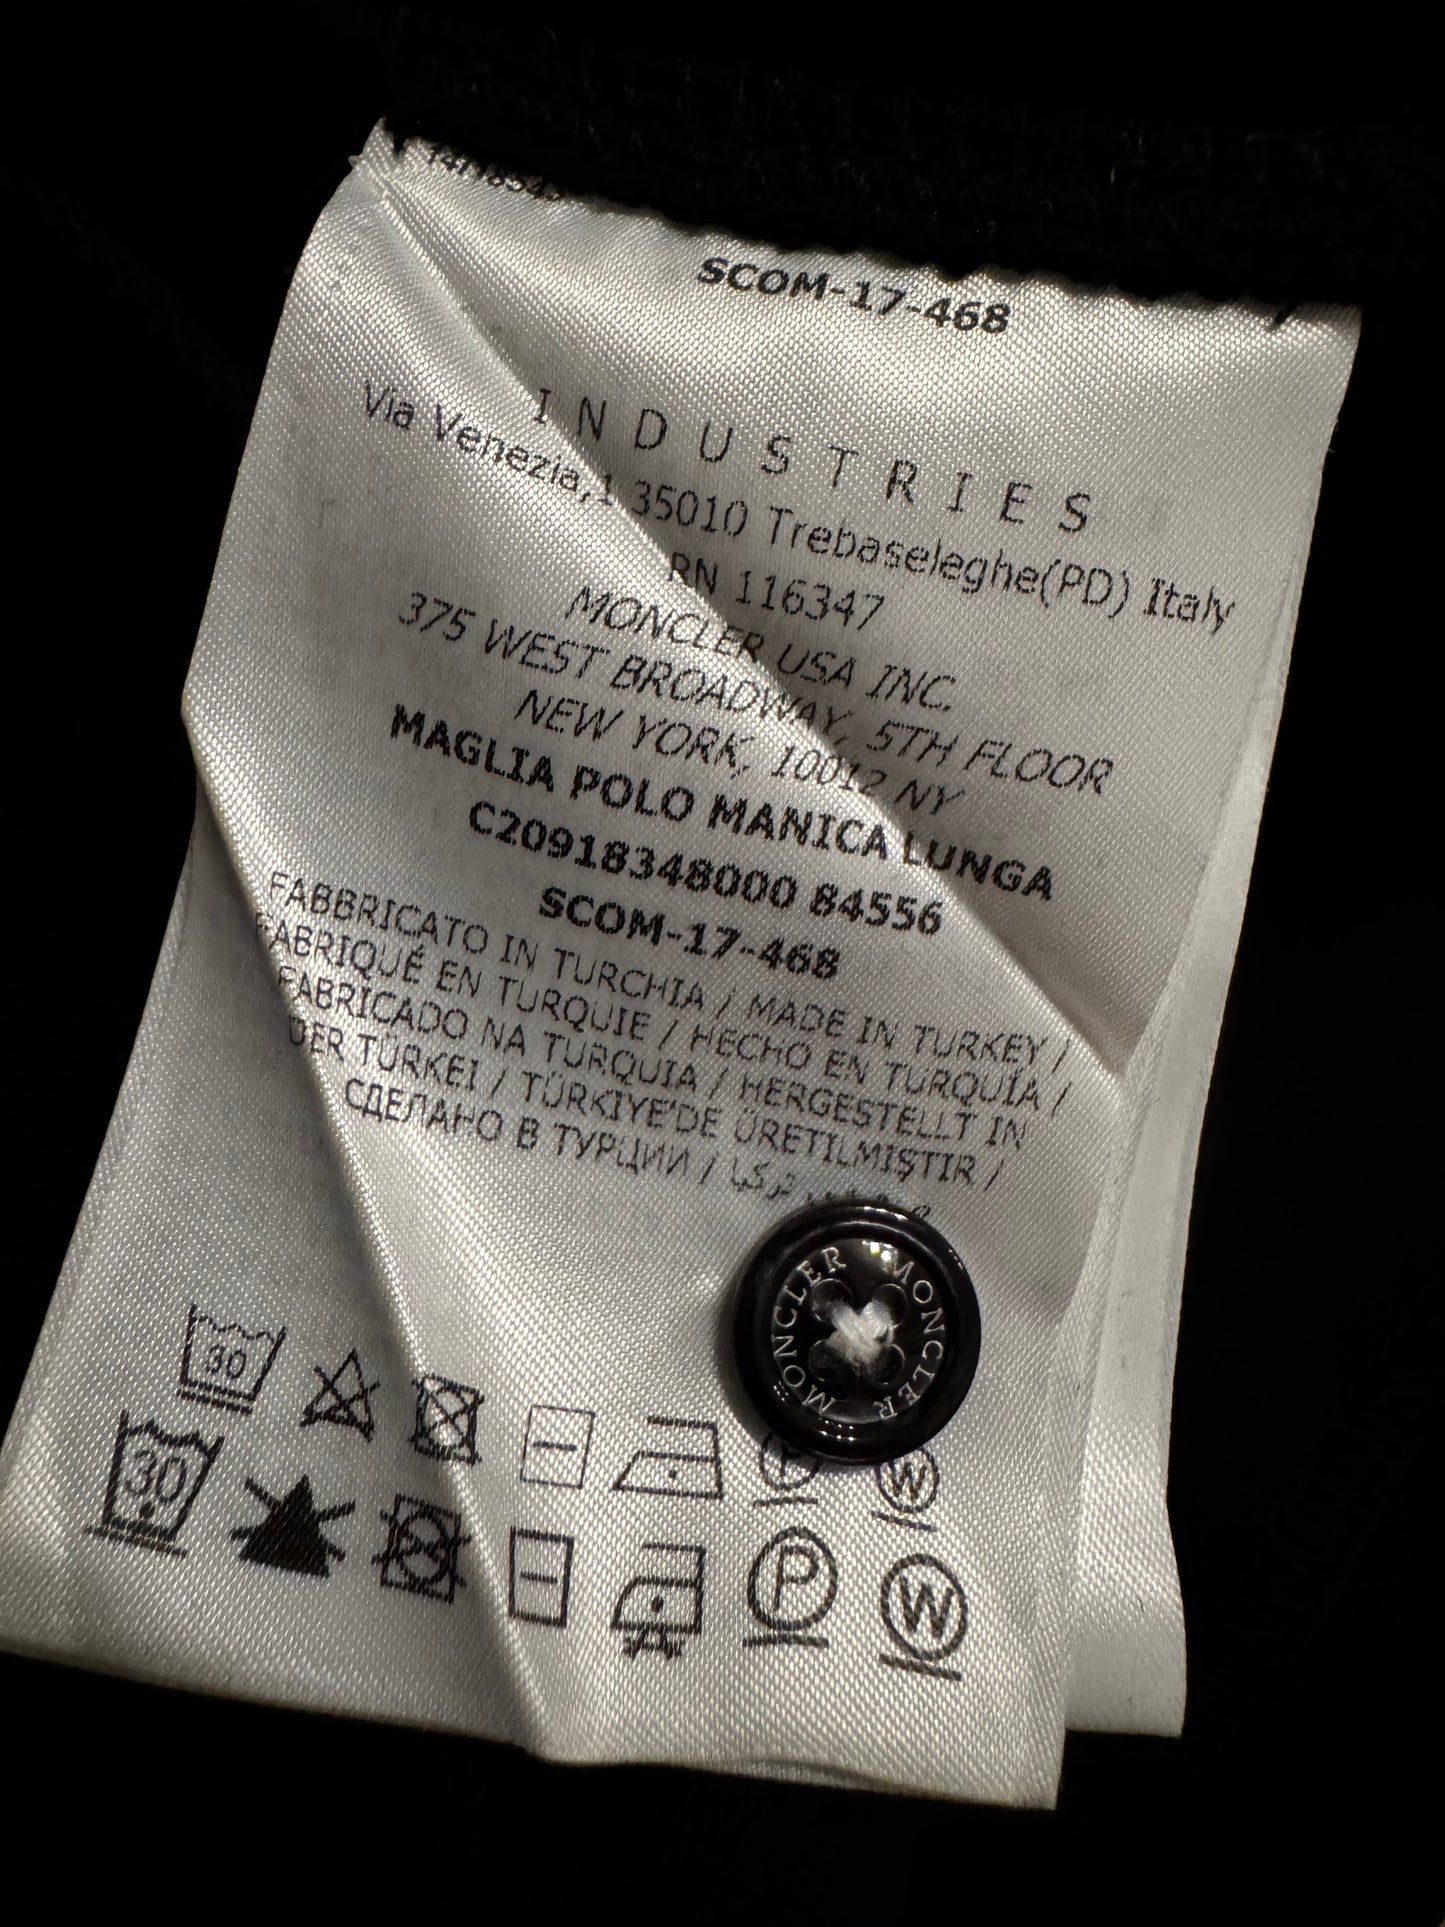 SCOM-17-468
INDUSTRIES
Via Venezia,1 35010 Trebaseleghe(PD) Italy
RN 116347
MONCLER USA INC.
375 WEST BROADWAY, 5TH FLOOR
NEW YORK, 10012 NY
MAGLIA POLO MANICA LUNGA
C20918348000 84556
SCOM-17-468
FABBRICATO IN TURCHIA / MADE IN TURKEY /
FABRIQUÉ EN TURQUIE / HECHO EN TURQUÍA /
FABRICADO NA TURQUIA / HERGESTELLT IN
DER TÜRKEI / TÜRKIYE'DE ÜRETILMIŞTIR /
СДЕЛАНО В ТУРЦИИ /
MONCLER MONCLER
30
P W
30
P W